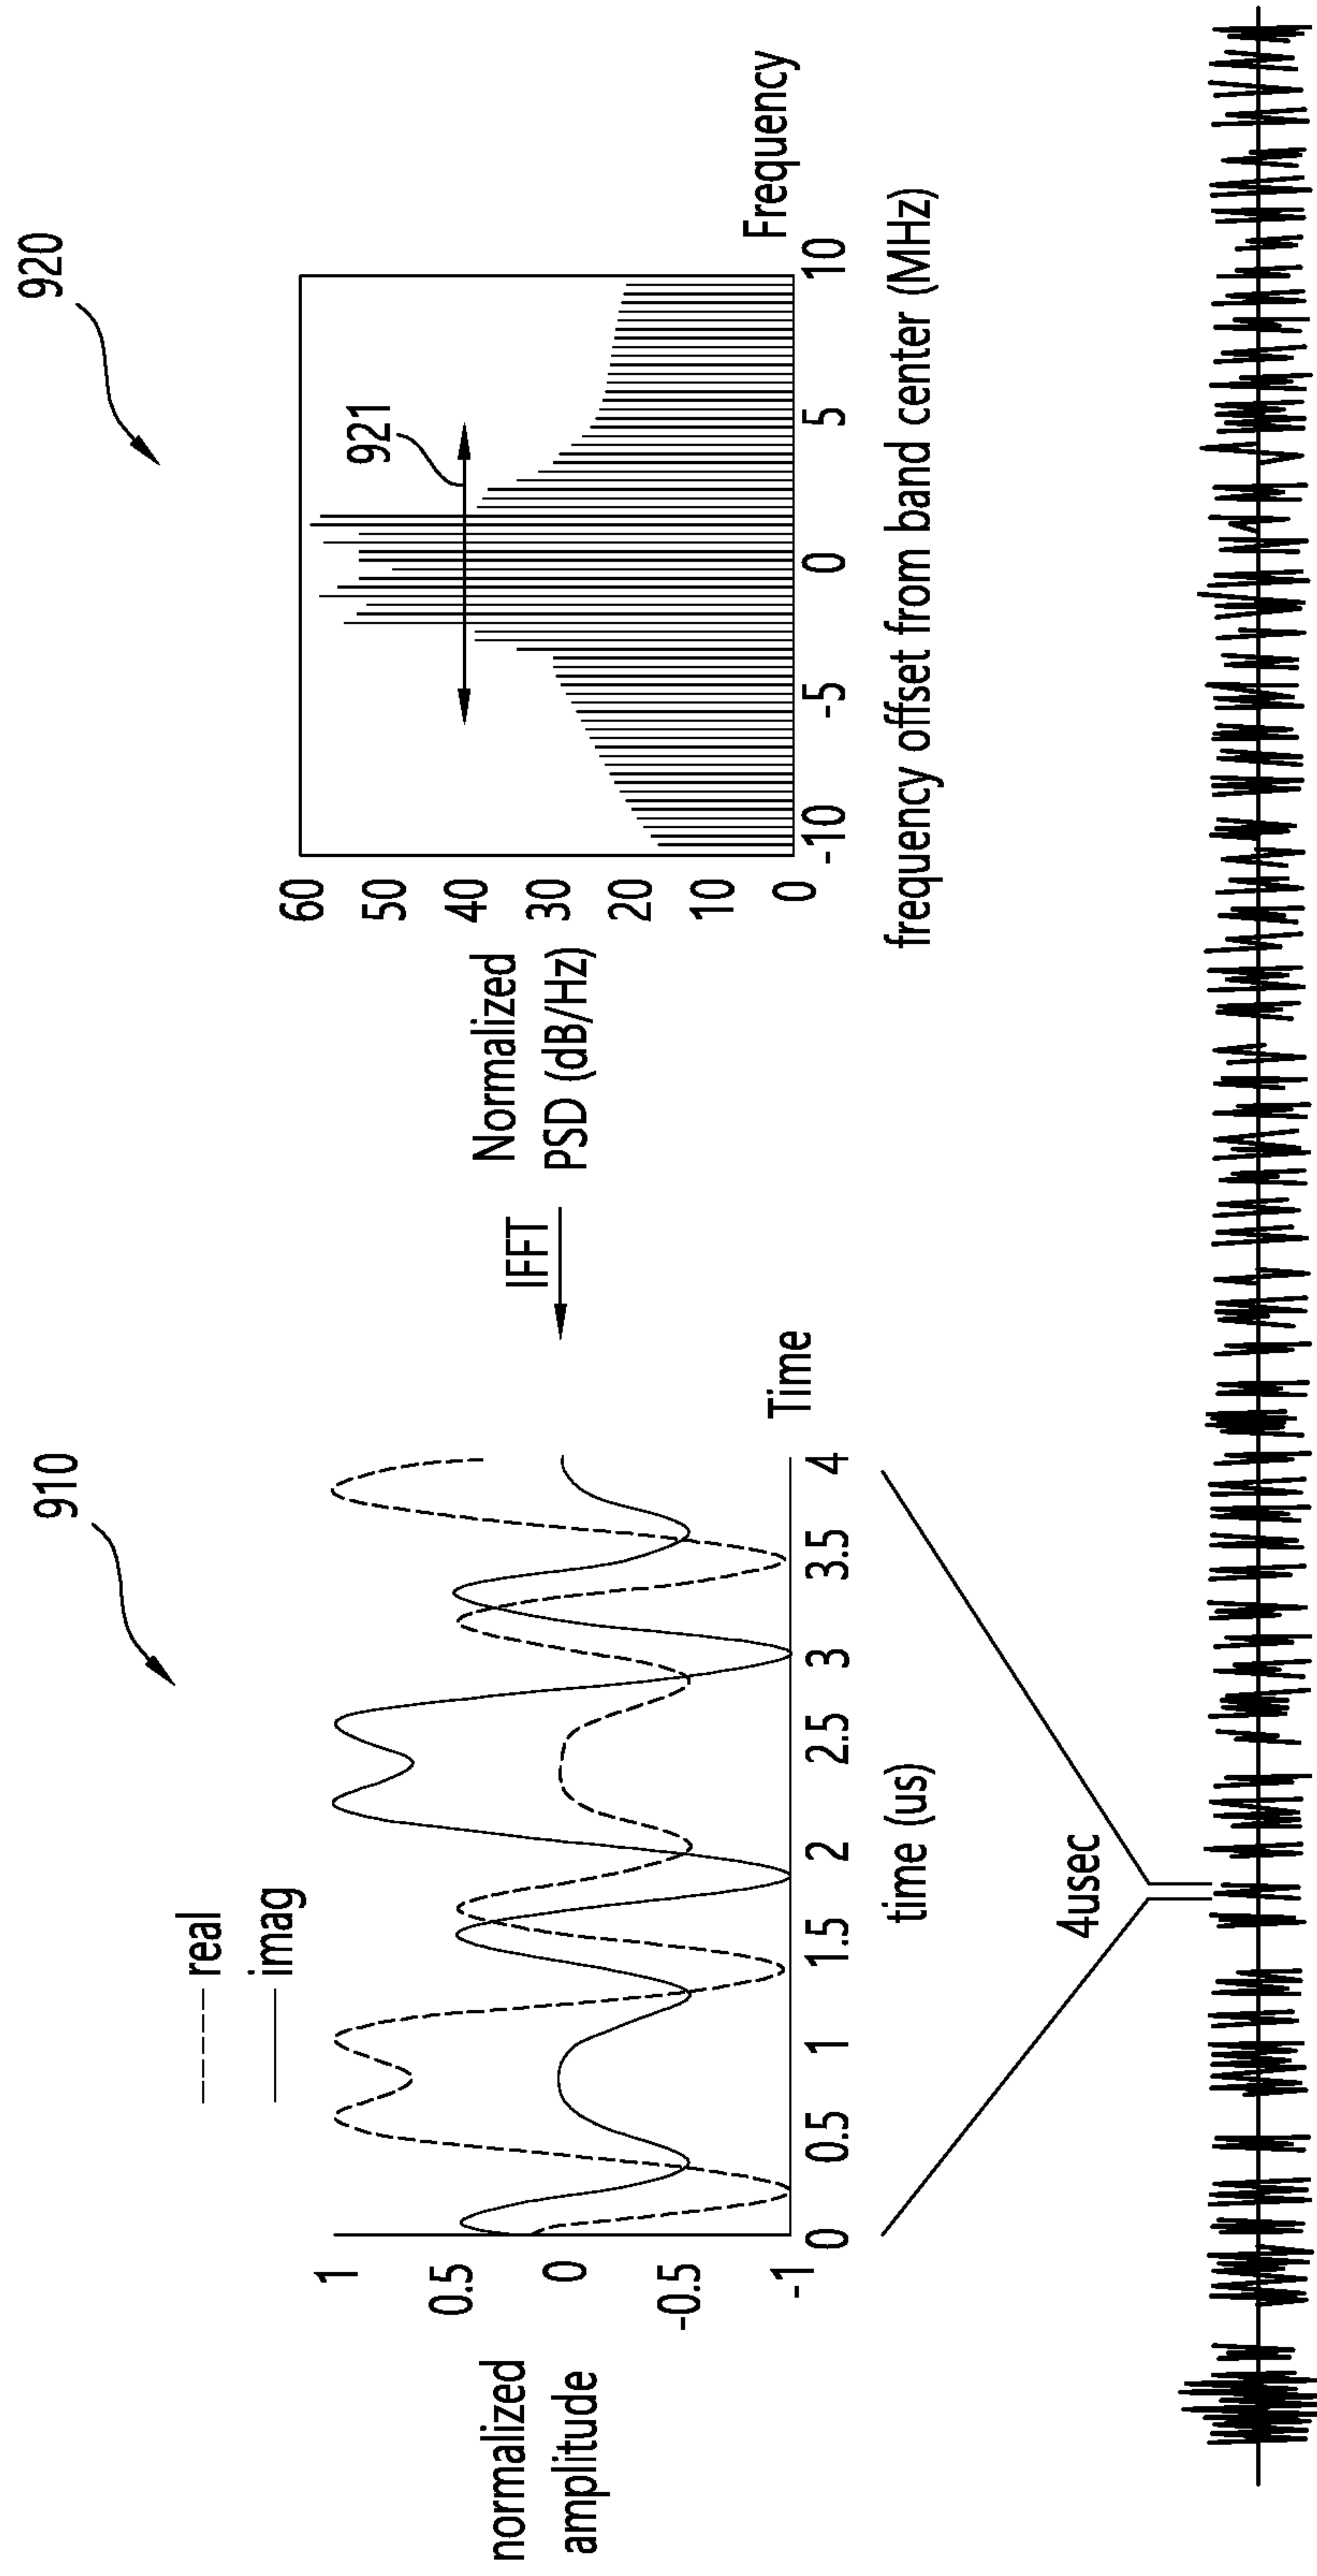 910
real
imag
normalized
amplitude
1
0.5
0
-0.5
-1
0
0.5
1
1.5
2
2.5
3
3.5
4
Time
time (us)
4usec
IFFT
920
921
Normalized
PSD (dB/Hz)
60
50
40
30
20
10
0
-10
-5
0
5
10
Frequency
frequency offset from band center (MHz)